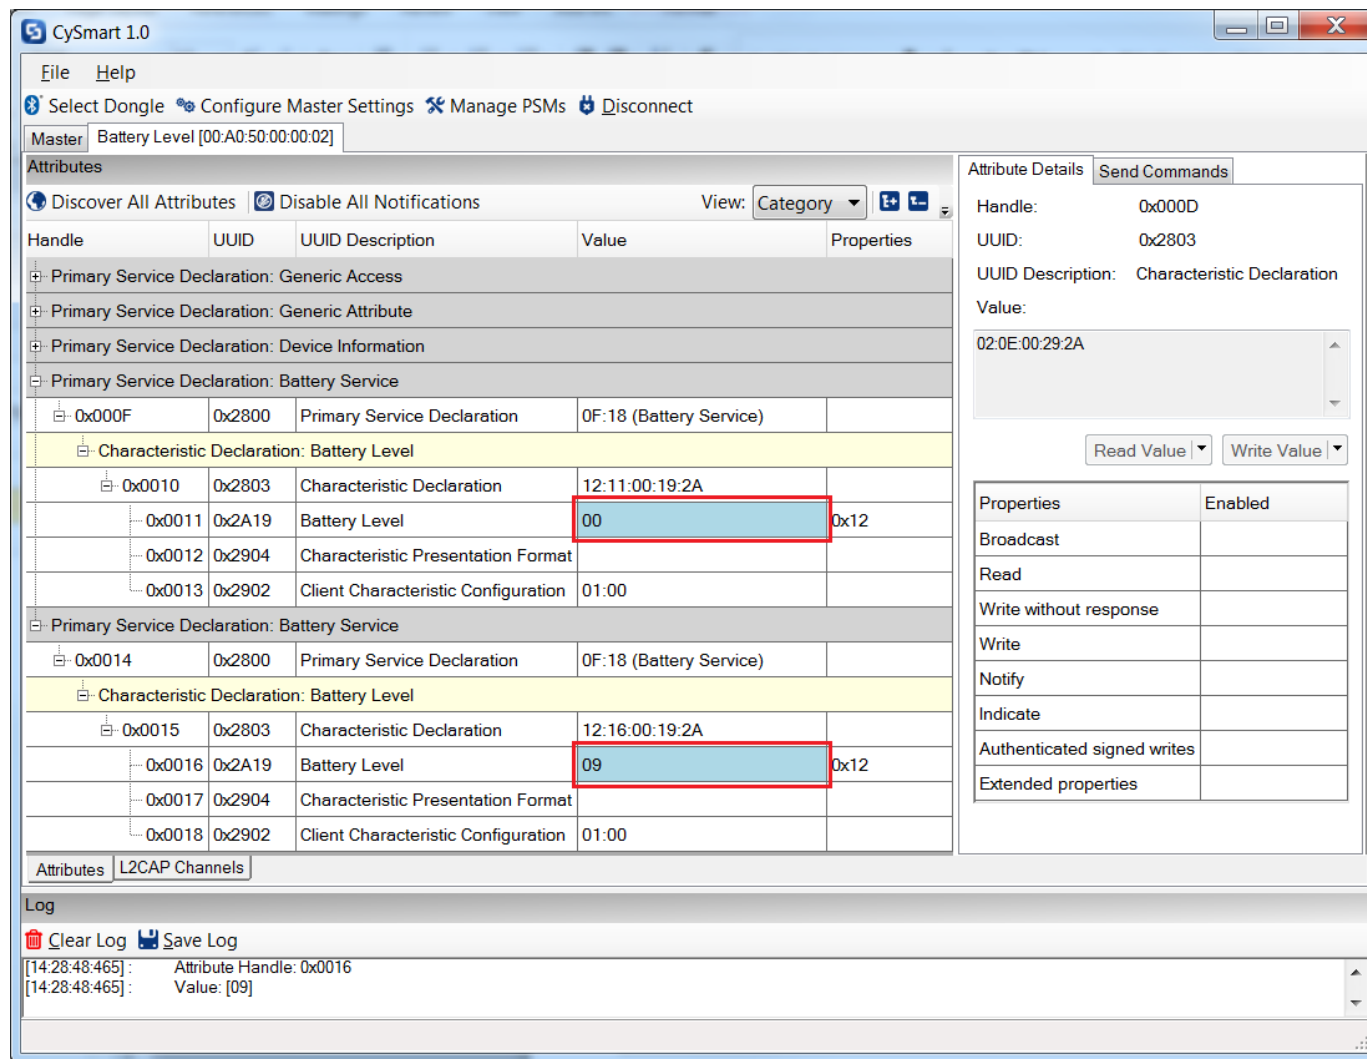 CySmart 1.0
File Help
Select Dongle Configure Master Settings Manage PSMs Disconnect
Master Battery Level [00:A0:50:00:00:02]
Attributes
Discover All Attributes Disable All Notifications View: Category
Handle UUID UUID Description Value Properties
Primary Service Declaration: Generic Access
Primary Service Declaration: Generic Attribute
Primary Service Declaration: Device Information
Primary Service Declaration: Battery Service
0x000F 0x2800 Primary Service Declaration 0F:18 (Battery Service)
Characteristic Declaration: Battery Level
0x0010 0x2803 Characteristic Declaration 12:11:00:19:2A
0x0011 0x2A19 Battery Level 00 0x12
0x0012 0x2904 Characteristic Presentation Format
0x0013 0x2902 Client Characteristic Configuration 01:00
Primary Service Declaration: Battery Service
0x0014 0x2800 Primary Service Declaration 0F:18 (Battery Service)
Characteristic Declaration: Battery Level
0x0015 0x2803 Characteristic Declaration 12:16:00:19:2A
0x0016 0x2A19 Battery Level 09 0x12
0x0017 0x2904 Characteristic Presentation Format
0x0018 0x2902 Client Characteristic Configuration 01:00
Attributes L2CAP Channels
Attribute Details Send Commands
Handle: 0x000D
UUID: 0x2803
UUID Description: Characteristic Declaration
Value:
02:0E:00:29:2A
Read Value Write Value
Properties Enabled
Broadcast
Read
Write without response
Write
Notify
Indicate
Authenticated signed writes
Extended properties
Log
Clear Log Save Log
[14:28:48:465] : Attribute Handle: 0x0016
[14:28:48:465] : Value: [09]